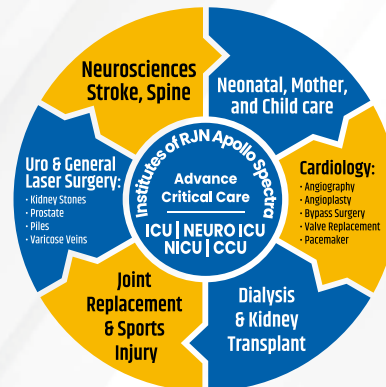 Neurosciences
Stroke, Spine
Neonatal, Mother,
and Child care
Cardiology:
• Angiography
• Angioplasty
• Bypass Surgery
• Valve Replacement
• Pacemaker
Dialysis
& Kidney
Transplant
Joint
Replacement
& Sports
Injury
Uro & General
Laser Surgery:
• Kidney Stones
• Prostate
• Piles
• Varicose Veins
Institutes of RJN Apollo Spectra
Advance
Critical Care
ICU | NEURO ICU
NICU | CCU